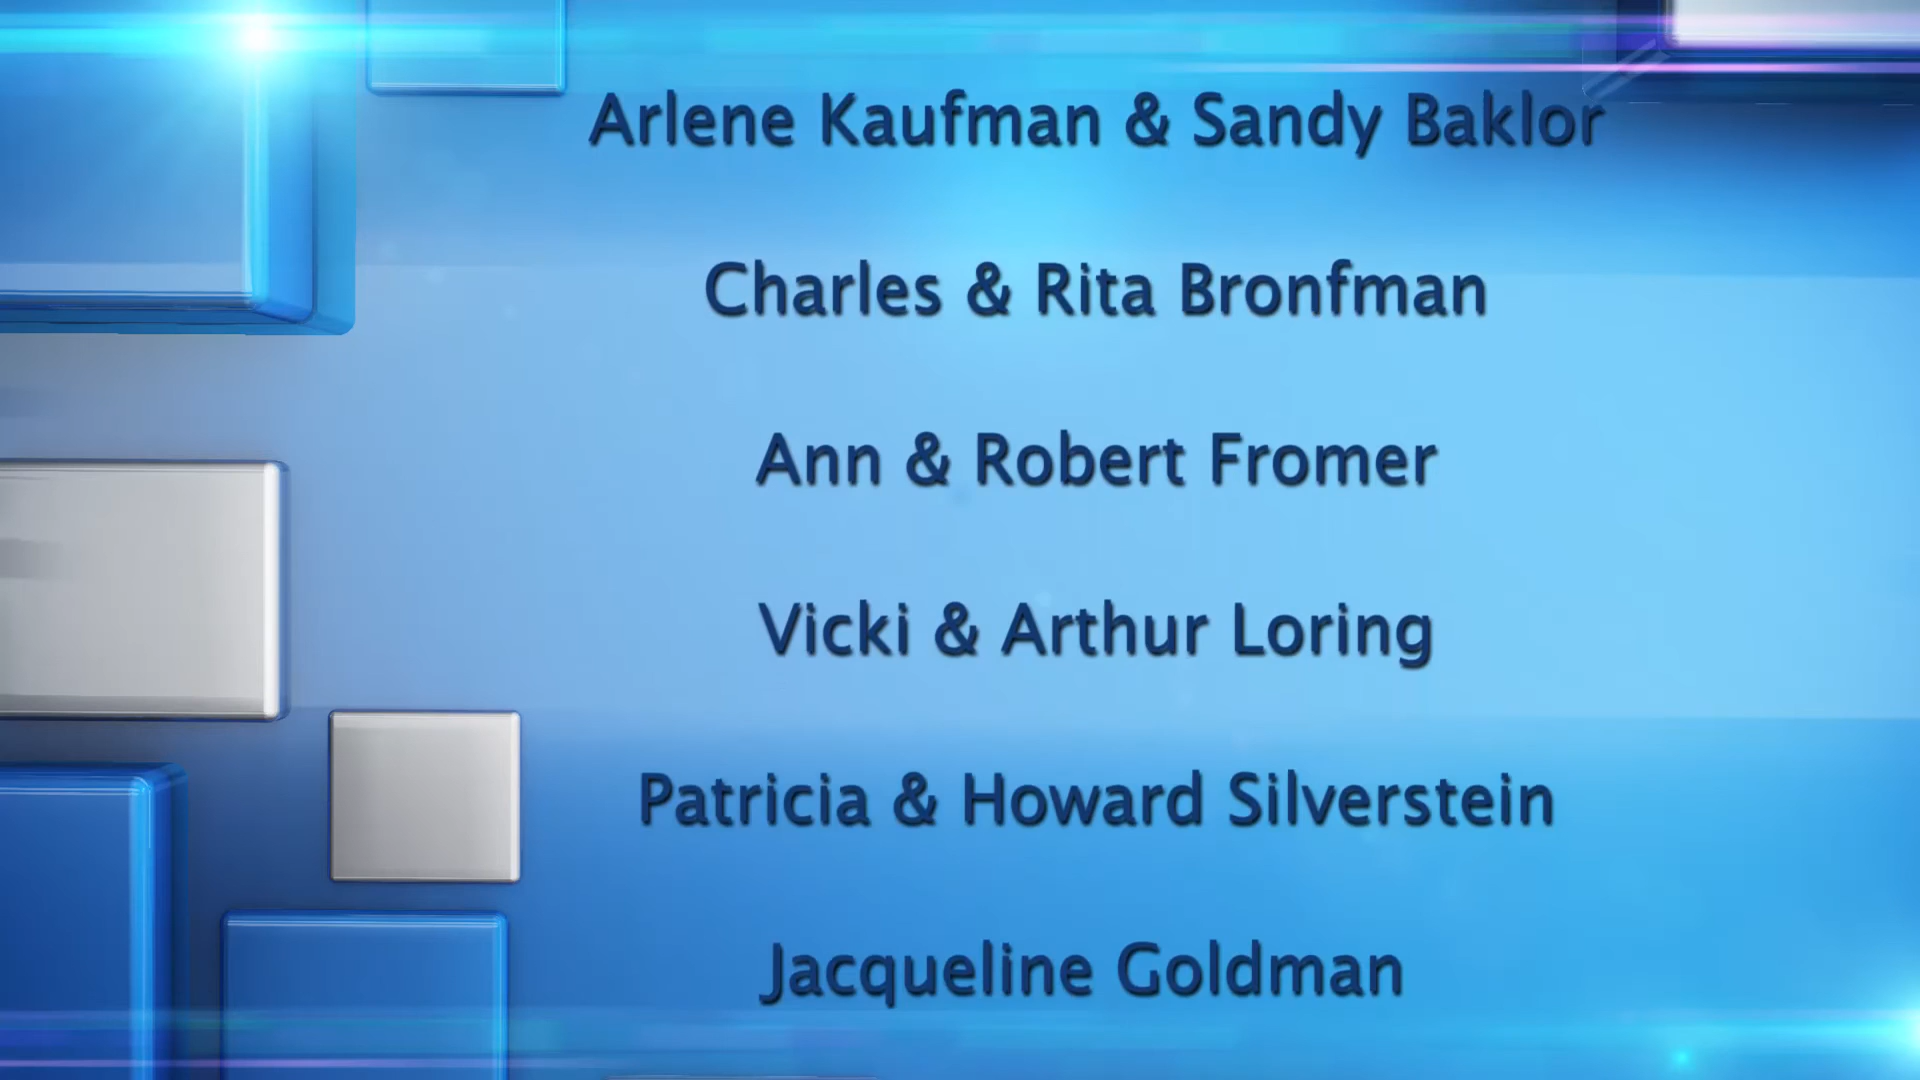 Arlene Kaufman & Sandy Baklor
Charles & Rita Bronfman
Ann & Robert Fromer
Vicki & Arthur Loring
Patricia & Howard Silverstein
Jacqueline Goldman